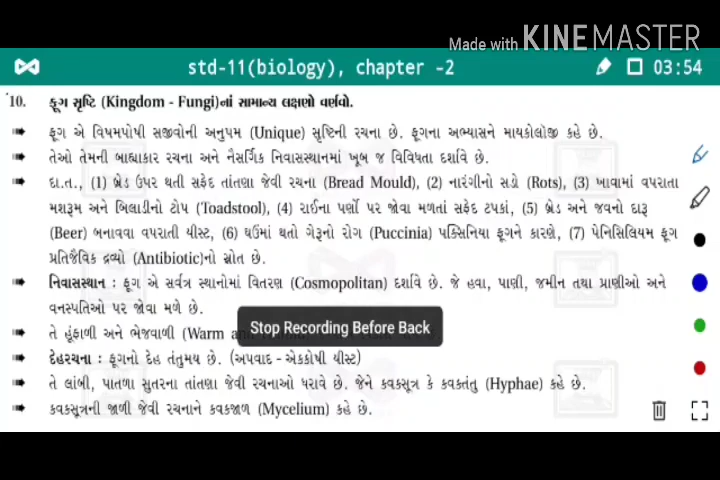 Made with KINEMASTER
std-11(biology), chapter -2
03:54
10. ફૂગ સૃષ્ટિ (Kingdom - Fungi)નાં સામાન્ય લક્ષણો વર્ણવો.
ફૂગ એ વિષમપોષી સજીવોની અનુપમ (Unique) સૃષ્ટિની રચના છે. ફૂગના અભ્યાસને માયકોલૉજી કહે છે.
તેઓ તેમની બાહ્યાકાર રચના અને નૈસર્ગિક નિવાસસ્થાનમાં ખૂબ જ વિવિધતા દર્શાવે છે.
દા.ત., (1) બ્રેડ ઉપર થતી સફેદ તાંતણા જેવી રચના (Bread Mould), (2) નારંગીનો સડો (Rots), (3) ખાવામાં વપરાતા
મશરૂમ અને બિલાડીનો ટોપ (Toadstool), (4) રાઈના પર્ણો પર જોવા મળતાં સફેદ ટપકાં, (5) બ્રેડ અને જવનો દારૂ
(Beer) બનાવવા વપરાતી યીસ્ટ, (6) ઘઉંમાં થતો ગેરૂનો રોગ (Puccinia) પક્સિનિયા ફૂગને કારણે, (7) પેનિસિલિયમ ફૂગ
પ્રતિજૈવિક દ્રવ્યો (Antibiotic)નો સ્રોત છે.
નિવાસસ્થાન : ફૂગ એ સર્વત્ર સ્થાનોમાં વિતરણ (Cosmopolitan) દર્શાવે છે. જે હવા, પાણી, જમીન તથા પ્રાણીઓ અને
વનસ્પતિઓ પર જોવા મળે છે.
Stop Recording Before Back
તે હૂંફાળી અને ભેજવાળી (Warm
દેહરચના : ફૂગનો દેહ તંતુમય છે. (અપવાદ - એકકોષી યીસ્ટ)
તે લાંબી, પાતળા સુતરના તાંતણા જેવી રચનાઓ ધરાવે છે. જેને કવકસૂત્ર કે કવકતંતુ (Hyphae) કહે છે.
કવકસૂત્રની જાળી જેવી રચનાને કવકજાળ (Mycelium) કહે છે.